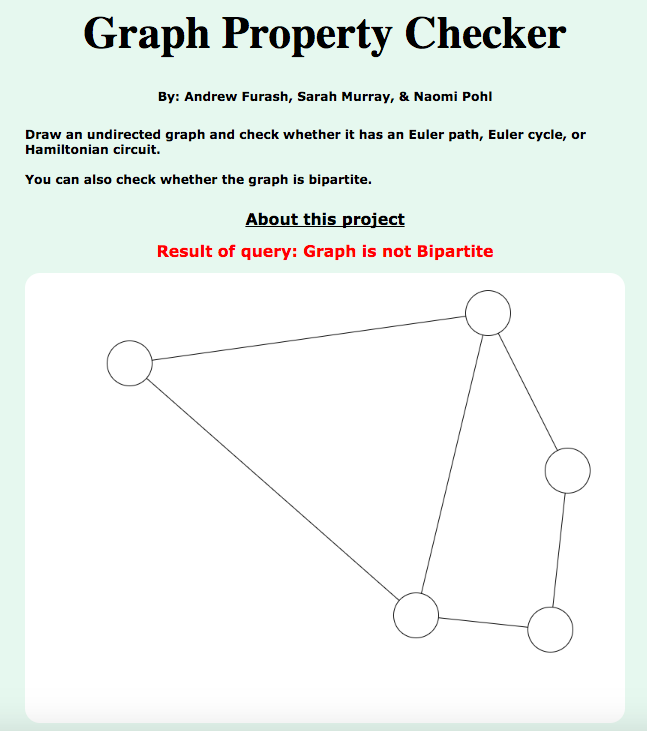 Graph Property Checker
By: Andrew Furash, Sarah Murray, & Naomi Pohl
Draw an undirected graph and check whether it has an Euler path, Euler cycle, or
Hamiltonian circuit.
You can also check whether the graph is bipartite.
About this project
Result of query: Graph is not Bipartite